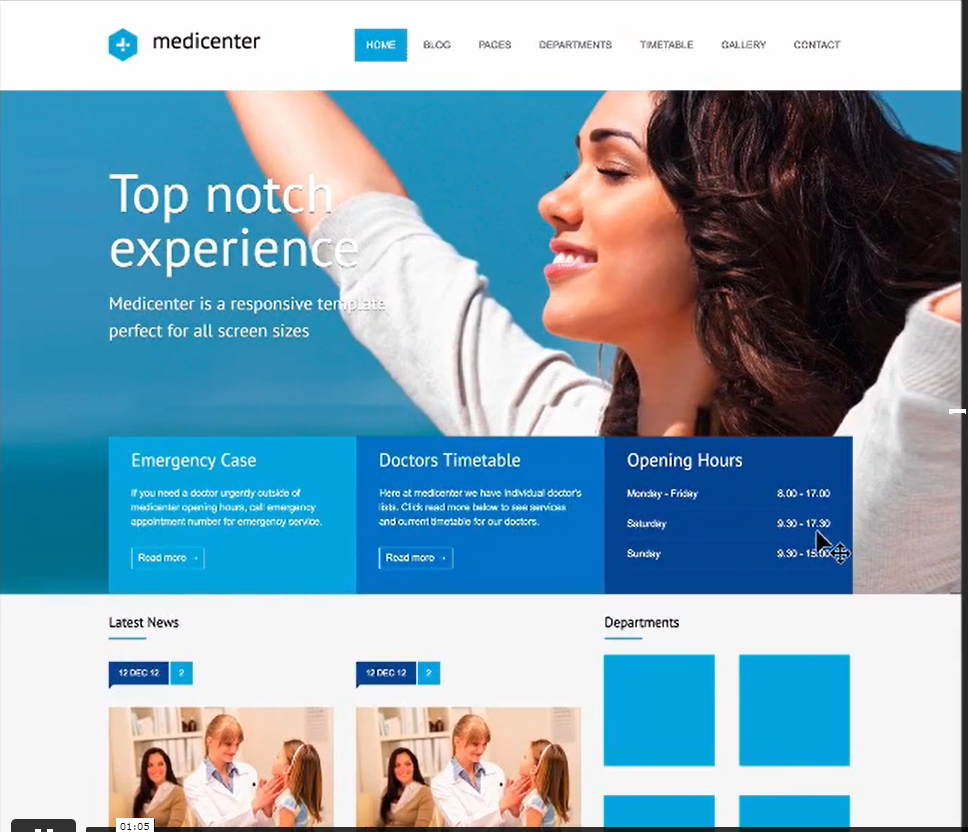 medicenter
HOME BLOG PAGES DEPARTMENTS TIMETABLE GALLERY CONTACT
Top notch
experience
Medicenter is a responsive template
perfect for all screen sizes
Emergency Case
If you need a doctor urgently outside of
medicenter opening hours, call emergency
appointment number for emergency service.
Read more →
Doctors Timetable
Here at medicenter we have individual doctor's
lists. Click read more below to see services
and current timetable for our doctors.
Read more →
Opening Hours
Monday - Friday 8.00 - 17.00
Saturday 9.30 - 17.30
Sunday 9.30 - 15.00
Latest News
12 DEC 12 2
12 DEC 12 2
Departments
01:05